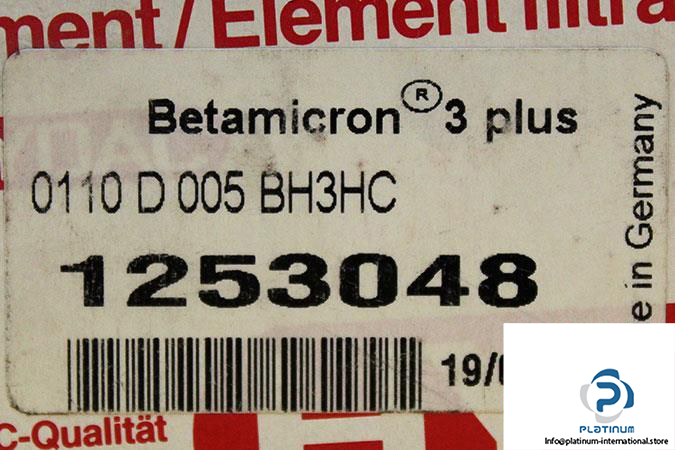 ment / Element filtra
Betamicron® 3 plus
0110 D 005 BH3HC
1253048
19/
e in Germany
C-Qualität
PLATINUM
Info@platinum-international.store